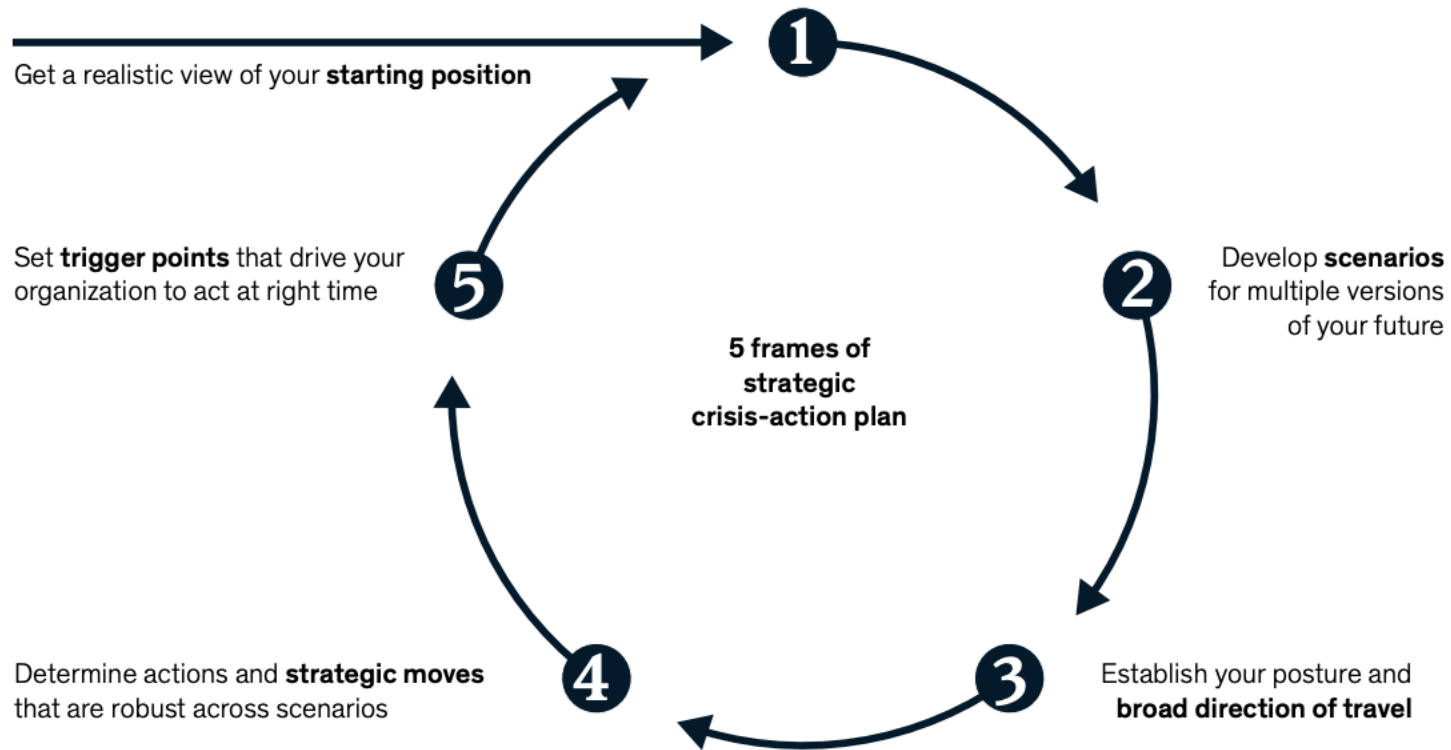 1
Get a realistic view of your starting position
2
Develop scenarios
for multiple versions
of your future
3
Establish your posture and
broad direction of travel
4
Determine actions and strategic moves
that are robust across scenarios
5
Set trigger points that drive your
organization to act at right time
5 frames of
strategic
crisis-action plan